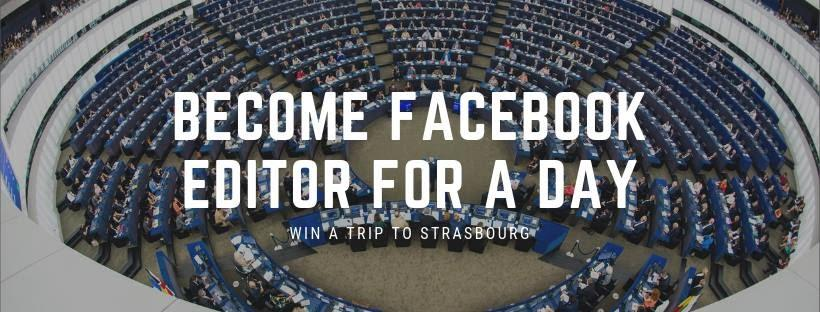 BECOME FACEBOOK
EDITOR FOR A DAY
WIN A TRIP TO STRASBOURG